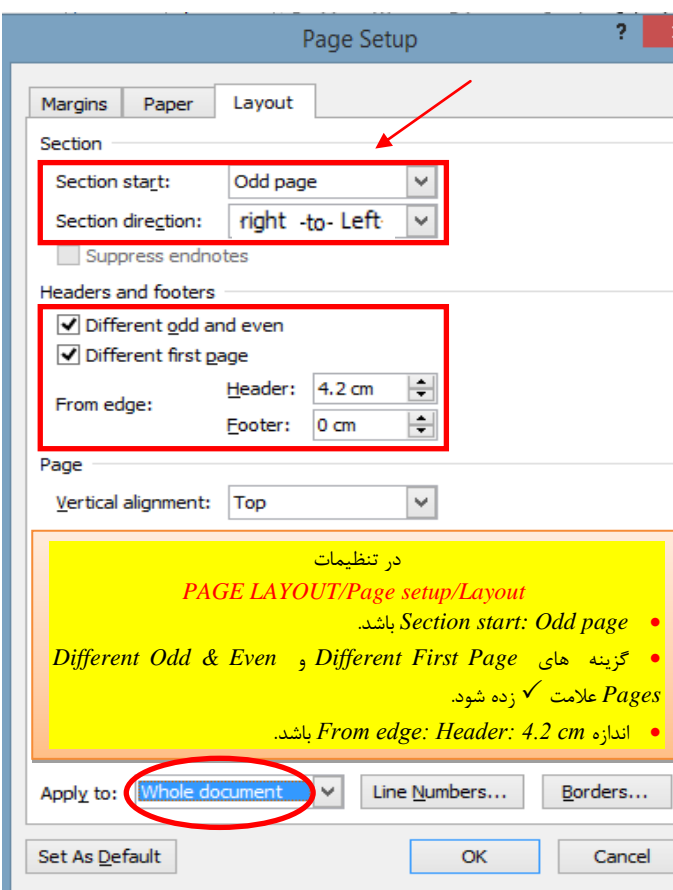 Page Setup
?
Margins Paper Layout
Section
Section start: Odd page
Section direction: right -to- Left
Suppress endnotes
Headers and footers
Different odd and even
Different first page
From edge:
Header: 4.2 cm
Footer: 0 cm
Page
Vertical alignment: Top
در تنظیمات
PAGE LAYOUT/Page setup/Layout
• Section start: Odd page باشد.
• گزینه های Different First Page و Different Odd & Even
Pages علامت ✓ زده شود.
• اندازه From edge: Header: 4.2 cm باشد.
Apply to: Whole document Line Numbers... Borders...
Set As Default OK Cancel